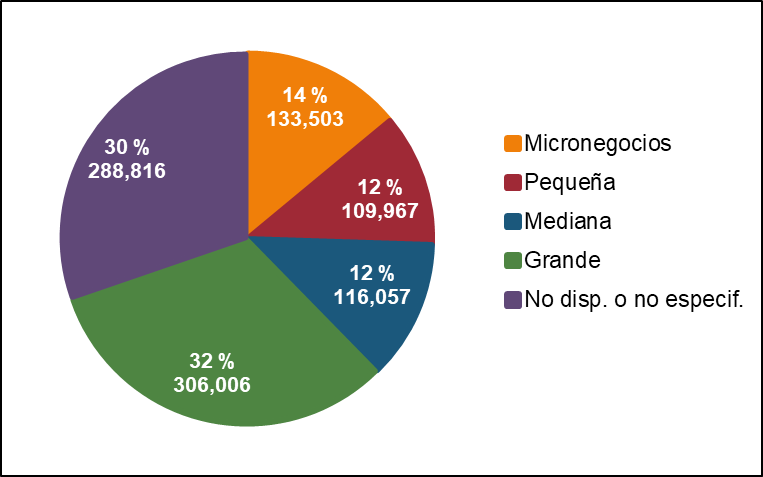 14 %
133,503
12 %
109,967
12 %
116,057
32 %
306,006
30 %
288,816
Micronegocios
Pequeña
Mediana
Grande
No disp. o no especif.